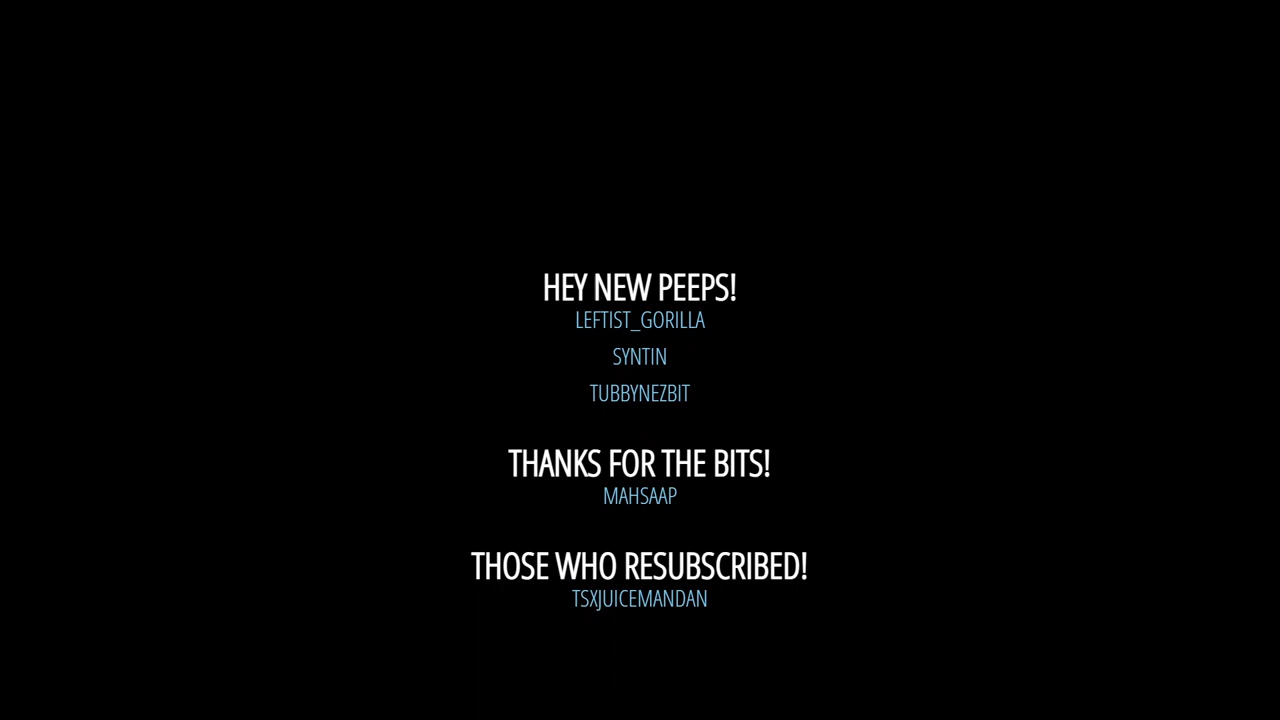 HEY NEW PEEPS!
LEFTIST_GORILLA
SYNTIN
TUBBYNEZBIT
THANKS FOR THE BITS!
MAHSAAP
THOSE WHO RESUBSCRIBED!
TSXJUICEMANDAN